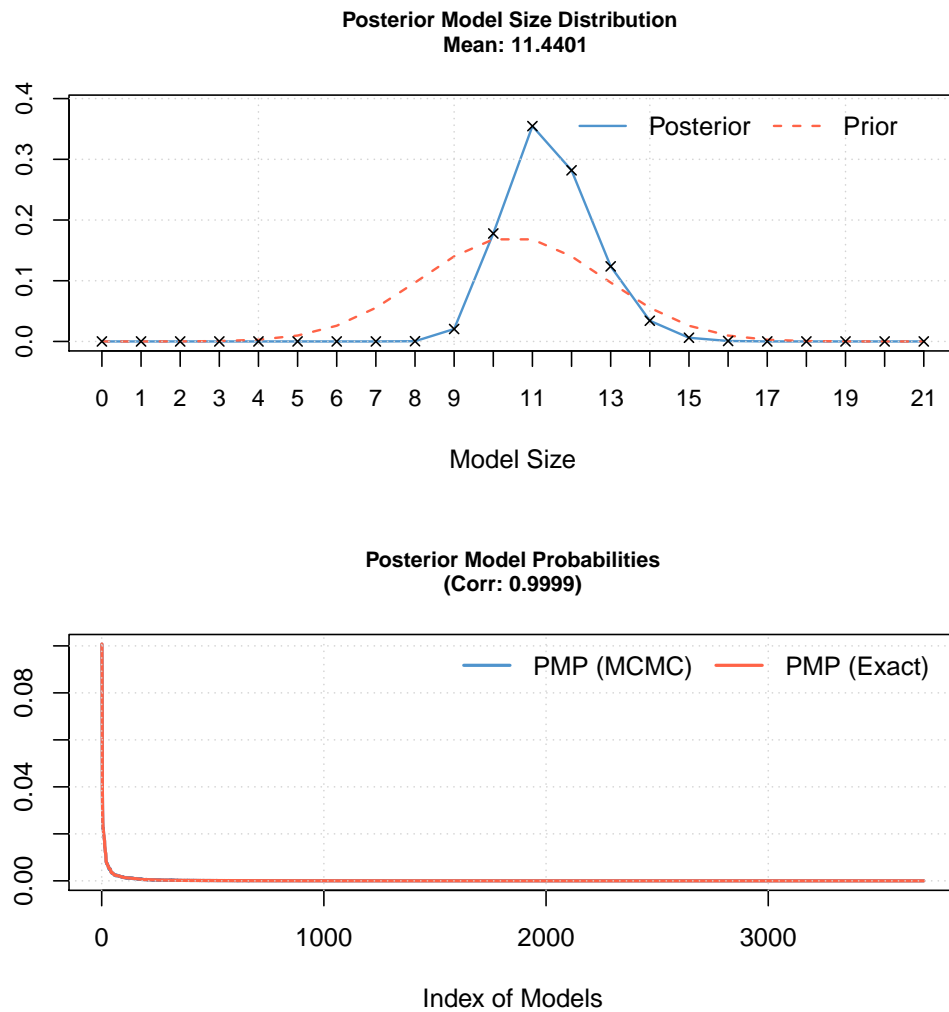 Posterior Model Size Distribution
Mean: 11.4401
0.4
0.3
0.2
0.1
0.0
Posterior Prior
0 1 2 3 4 5 6 7 8 9 11 13 15 17 19 21
Model Size
Posterior Model Probabilities
(Corr: 0.9999)
0.08
0.04
0.00
PMP (MCMC) PMP (Exact)
0 1000 2000 3000
Index of Models